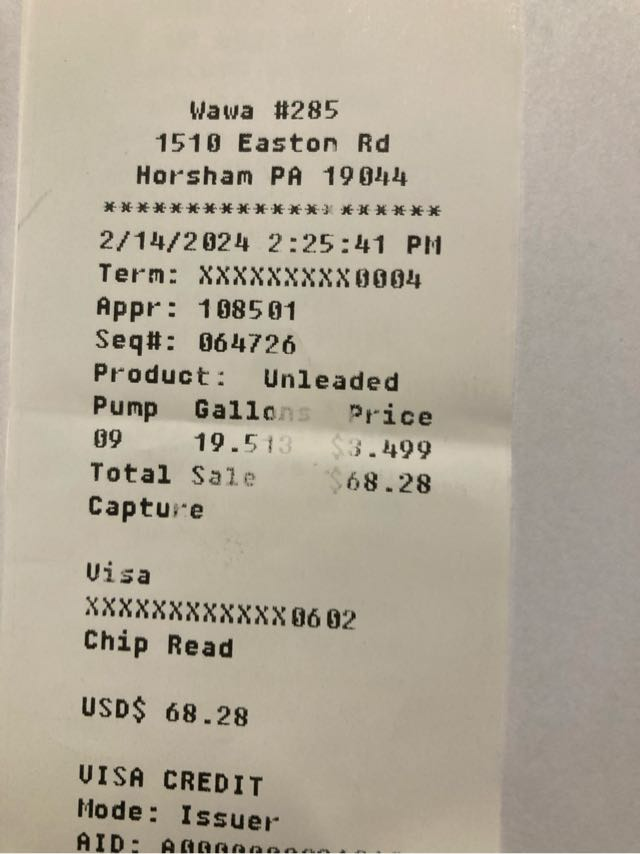 Wawa #285
1510 Easton Rd
Horsham PA 19044
********************
2/14/2024 2:25:41 PM
Term: XXXXXXXXX0004
Appr: 108501
Seq#: 064726
Product: Unleaded
Pump Gallons Price
09 19.513 $3.499
Total Sale $68.28
Capture
Visa
XXXXXXXXXXXX0602
Chip Read
USD$ 68.28
VISA CREDIT
Mode: Issuer
AID: